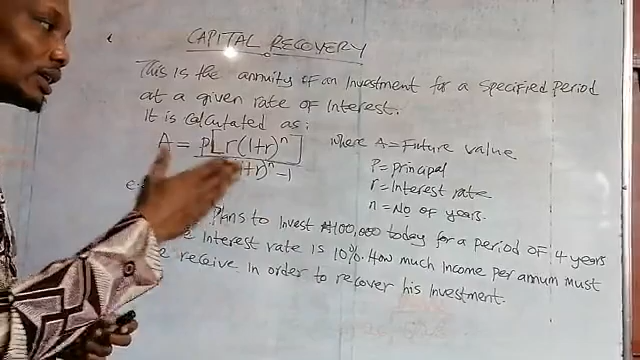 CAPITAL RECOVERY
This is the annuity of an Investment for a specified period
at a given rate of Interest.
It is calculated as:
A = P[r(1+r)ⁿ] where A = Future value
1+r)ⁿ-1 P = principal
r = Interest rate
n = No of years.
Plans to Invest ₦100,000 today for a period of 4 years
Interest rate is 10%. How much Income per annum must
receive in order to recover his Investment.